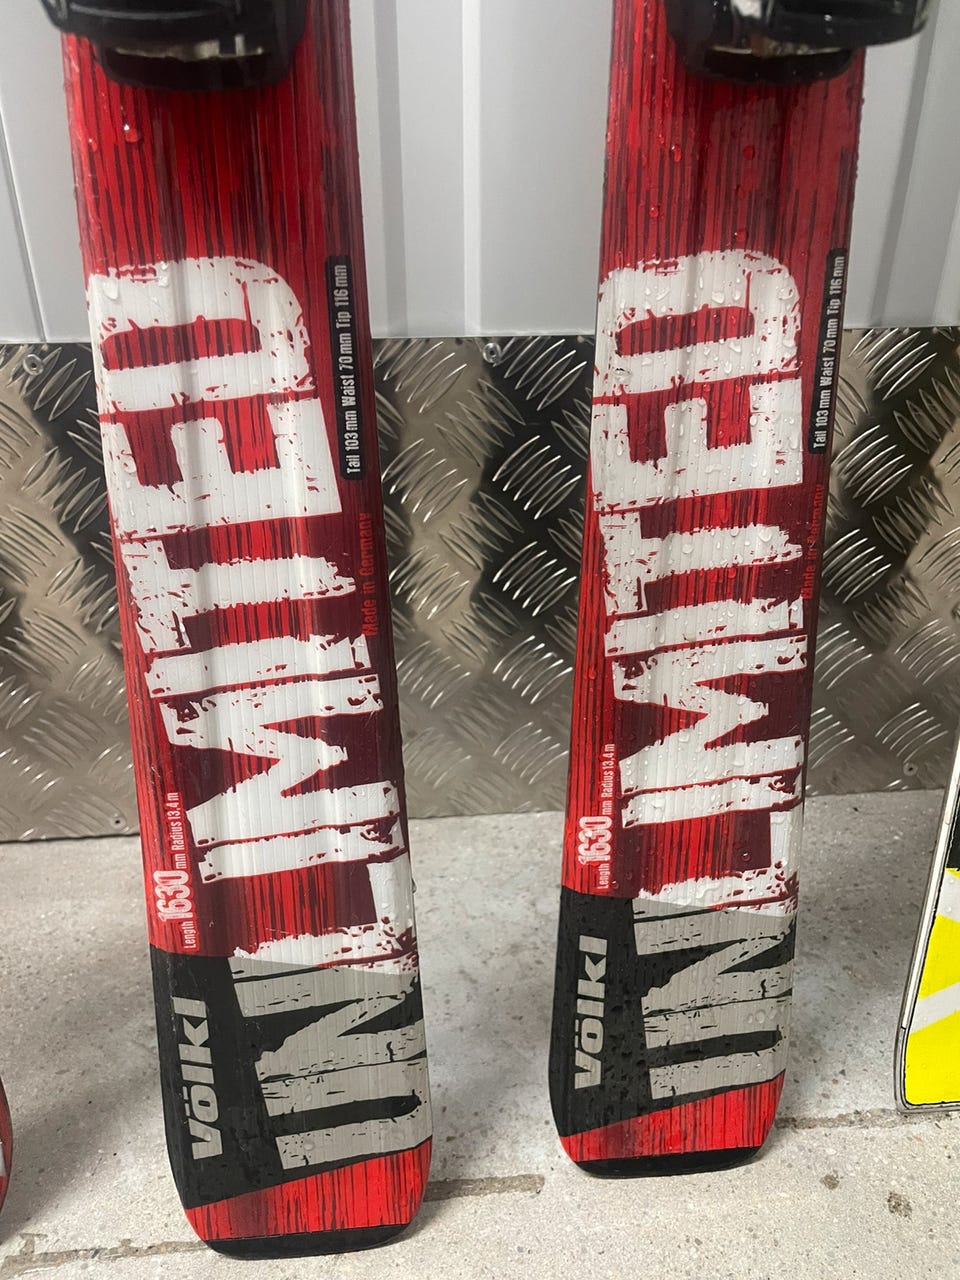 UNLIMITED
Tail 103 mm Waist 70 mm Tip 116 mm
Made in Germany
Length 1630 mm Radius 13,4 m
völkl
UNLIMITED
Tail 103 mm Waist 70 mm Tip 116 mm
Made in Germany
Length 1630 mm Radius 13,4 m
völkl